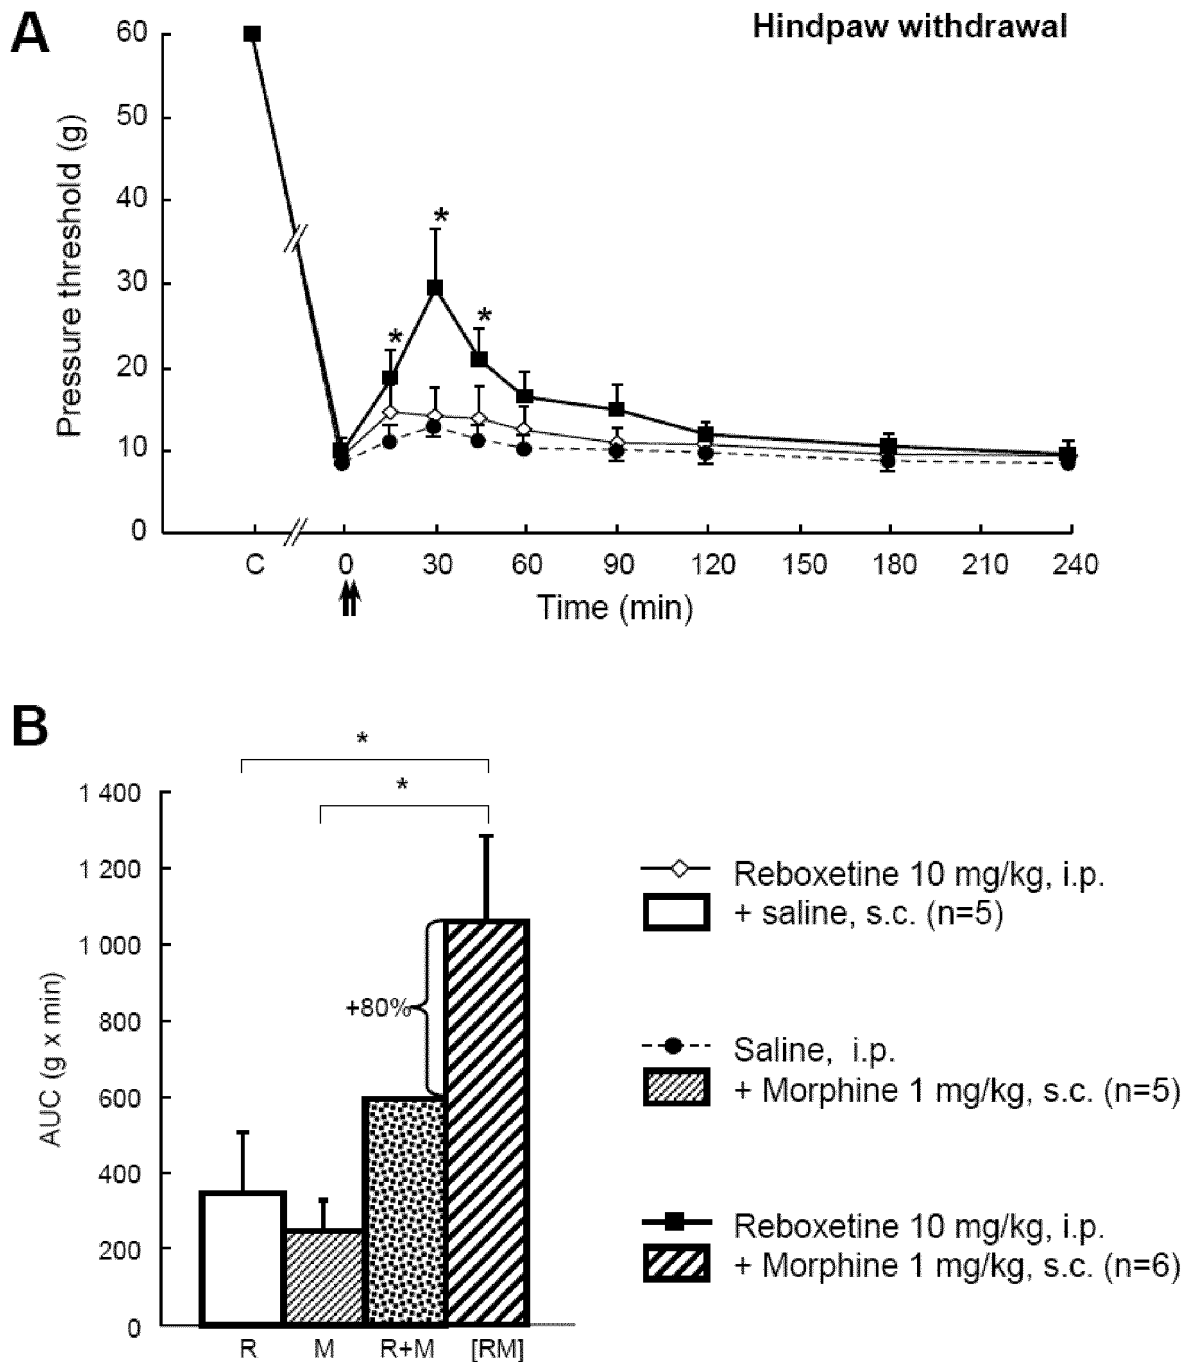 A
Hindpaw withdrawal
Pressure threshold (g)
60
50
40
30
20
10
0
*
*
*
C
0
30
60
90
120
150
180
210
240
Time (min)
B
*
*
AUC (g x min)
1 400
1 200
1 000
800
600
400
200
0
+80%
R
M
R+M
[RM]
Reboxetine 10 mg/kg, i.p.
+ saline, s.c. (n=5)
Saline, i.p.
+ Morphine 1 mg/kg, s.c. (n=5)
Reboxetine 10 mg/kg, i.p.
+ Morphine 1 mg/kg, s.c. (n=6)